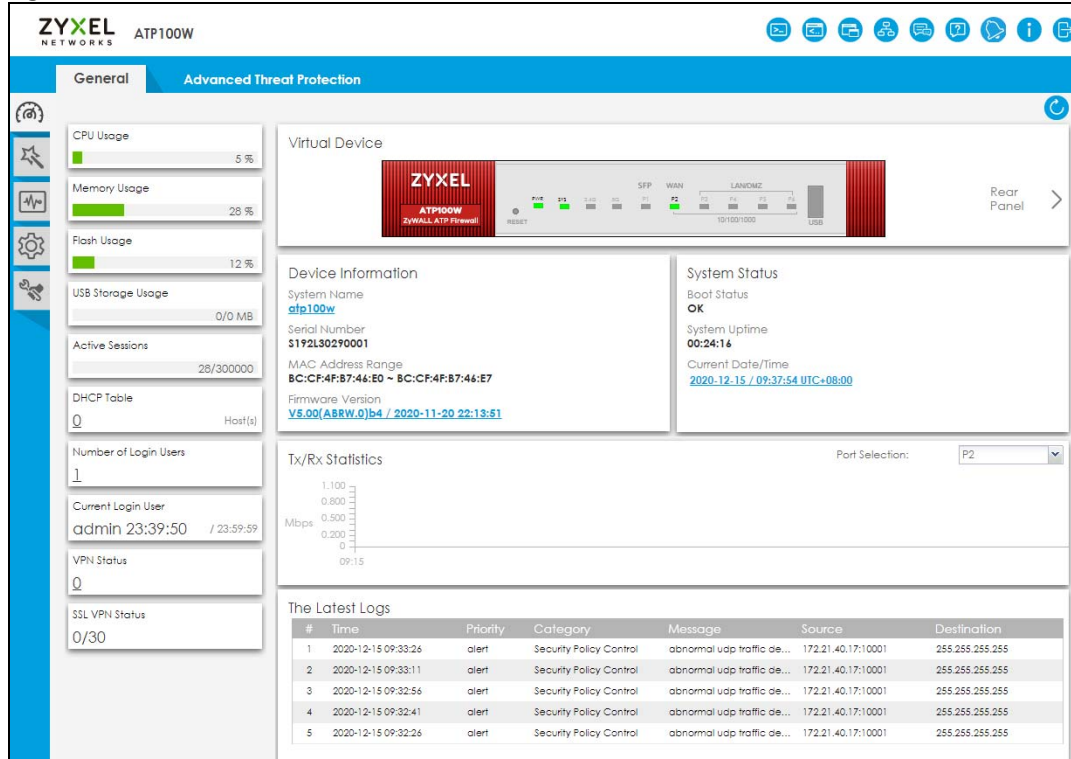 ZYXEL
NETWORKS
ATP100W
General
Advanced Threat Protection
CPU Usage
5 %
Memory Usage
28 %
Flash Usage
12 %
USB Storage Usage
0/0 MB
Active Sessions
28/300000
DHCP Table
0
Host(s)
Number of Login Users
1
Current Login User
admin 23:39:50 / 23:59:59
VPN Status
0
SSL VPN Status
0/30
Virtual Device
ZYXEL
ATP100W
ZyWALL ATP Firewall
RESET
PWR SYS
SFP WAN LAN/DMZ
P1 P2
10/100/1000
USB
Rear
Panel
Device Information
System Name
atp100w
Serial Number
S192L30290001
MAC Address Range
BC:CF:4F:B7:46:E0 ~ BC:CF:4F:B7:46:E7
Firmware Version
V5.00(ABRW.0)b4 / 2020-11-20 22:13:51
System Status
Boot Status
OK
System Uptime
00:24:16
Current Date/Time
2020-12-15 / 09:37:54 UTC+08:00
Tx/Rx Statistics
Port Selection:
P2
1.100
0.800
Mbps 0.500
0.200
0
09:15
The Latest Logs
# Time Priority Category Message Source Destination
1 2020-12-15 09:33:26 alert Security Policy Control abnormal udp traffic de... 172.21.40.17:10001 255.255.255.255
2 2020-12-15 09:33:11 alert Security Policy Control abnormal udp traffic de... 172.21.40.17:10001 255.255.255.255
3 2020-12-15 09:32:56 alert Security Policy Control abnormal udp traffic de... 172.21.40.17:10001 255.255.255.255
4 2020-12-15 09:32:41 alert Security Policy Control abnormal udp traffic de... 172.21.40.17:10001 255.255.255.255
5 2020-12-15 09:32:26 alert Security Policy Control abnormal udp traffic de... 172.21.40.17:10001 255.255.255.255